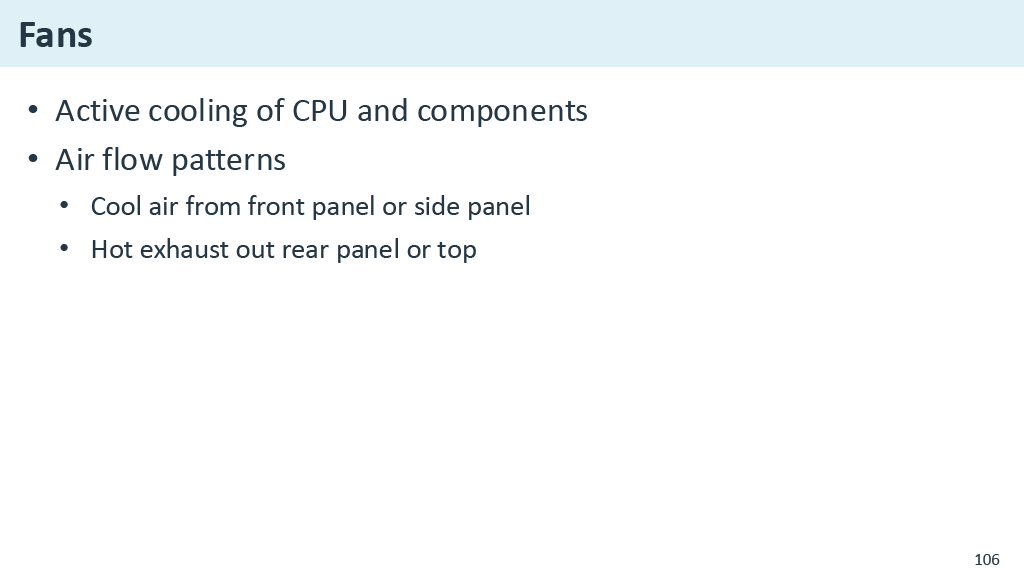 Fans
• Active cooling of CPU and components
• Air flow patterns
• Cool air from front panel or side panel
• Hot exhaust out rear panel or top
106